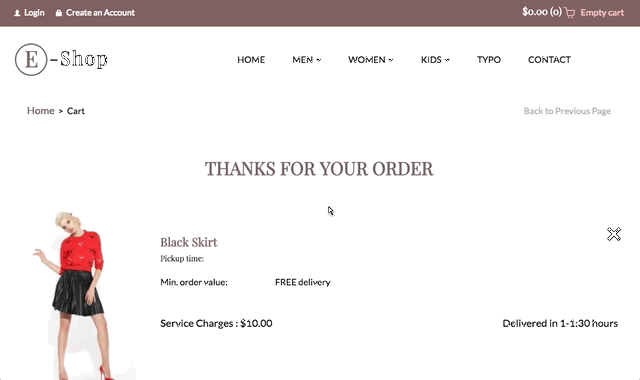 Login Create an Account $0.00 (0) Empty cart
E-Shop HOME MEN WOMEN KIDS TYPO CONTACT
Home > Cart Back to Previous Page
THANKS FOR YOUR ORDER
Black Skirt
Pickup time:
Min. order value: FREE delivery
Service Charges : $10.00 Delivered in 1-1:30 hours